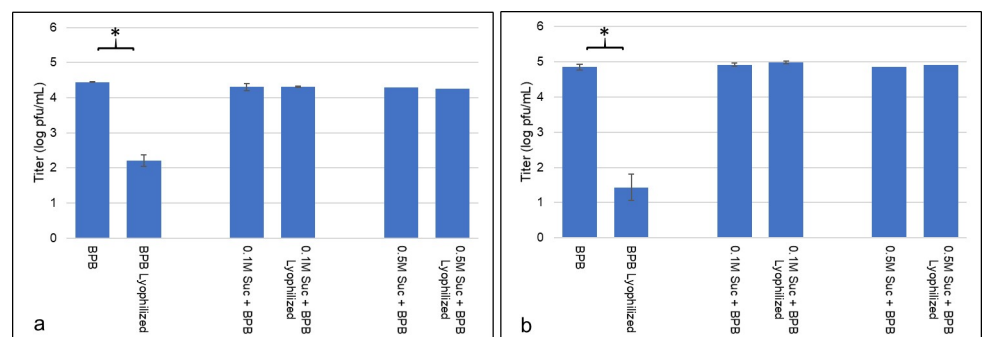 6
5
4
3
2
1
0
Titer (log pfu/mL)
*
BPB
BPB Lyophilized
0.1M Suc + BPB
0.1M Suc + BPB
Lyophilized
0.5M Suc + BPB
0.5M Suc + BPB
Lyophilized
a
6
5
4
3
2
1
0
Titer (log pfu/mL)
*
BPB
BPB Lyophilized
0.1M Suc + BPB
0.1M Suc + BPB
Lyophilized
0.5M Suc + BPB
0.5M Suc + BPB
Lyophilized
b